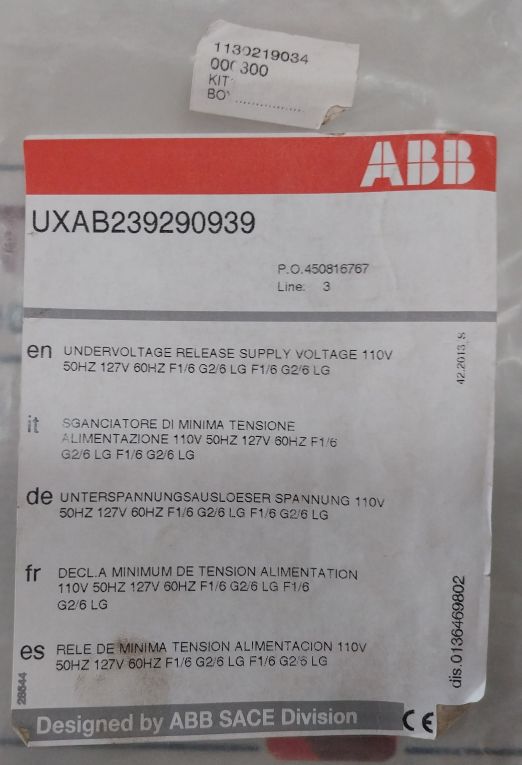 1130219034
000300
KIT
BO
ABB
UXAB239290939
P.O.450816767
Line: 3
en UNDERVOLTAGE RELEASE SUPPLY VOLTAGE 110V
50HZ 127V 60HZ F1/6 G2/6 LG F1/6 G2/6 LG
42.2013_S
it SGANCIATORE DI MINIMA TENSIONE
ALIMENTAZIONE 110V 50HZ 127V 60HZ F1/6
G2/6 LG F1/6 G2/6 LG
de UNTERSPANNUNGSAUSLOESER SPANNUNG 110V
50HZ 127V 60HZ F1/6 G2/6 LG F1/6 G2/6 LG
fr DECL.A MINIMUM DE TENSION ALIMENTATION
110V 50HZ 127V 60HZ F1/6 G2/6 LG F1/6
G2/6 LG
es RELE DE MINIMA TENSION ALIMENTACION 110V
50HZ 127V 60HZ F1/6 G2/6 LG F1/6 G2/6 LG
dis.0136469802
28644
Designed by ABB SACE Division CE